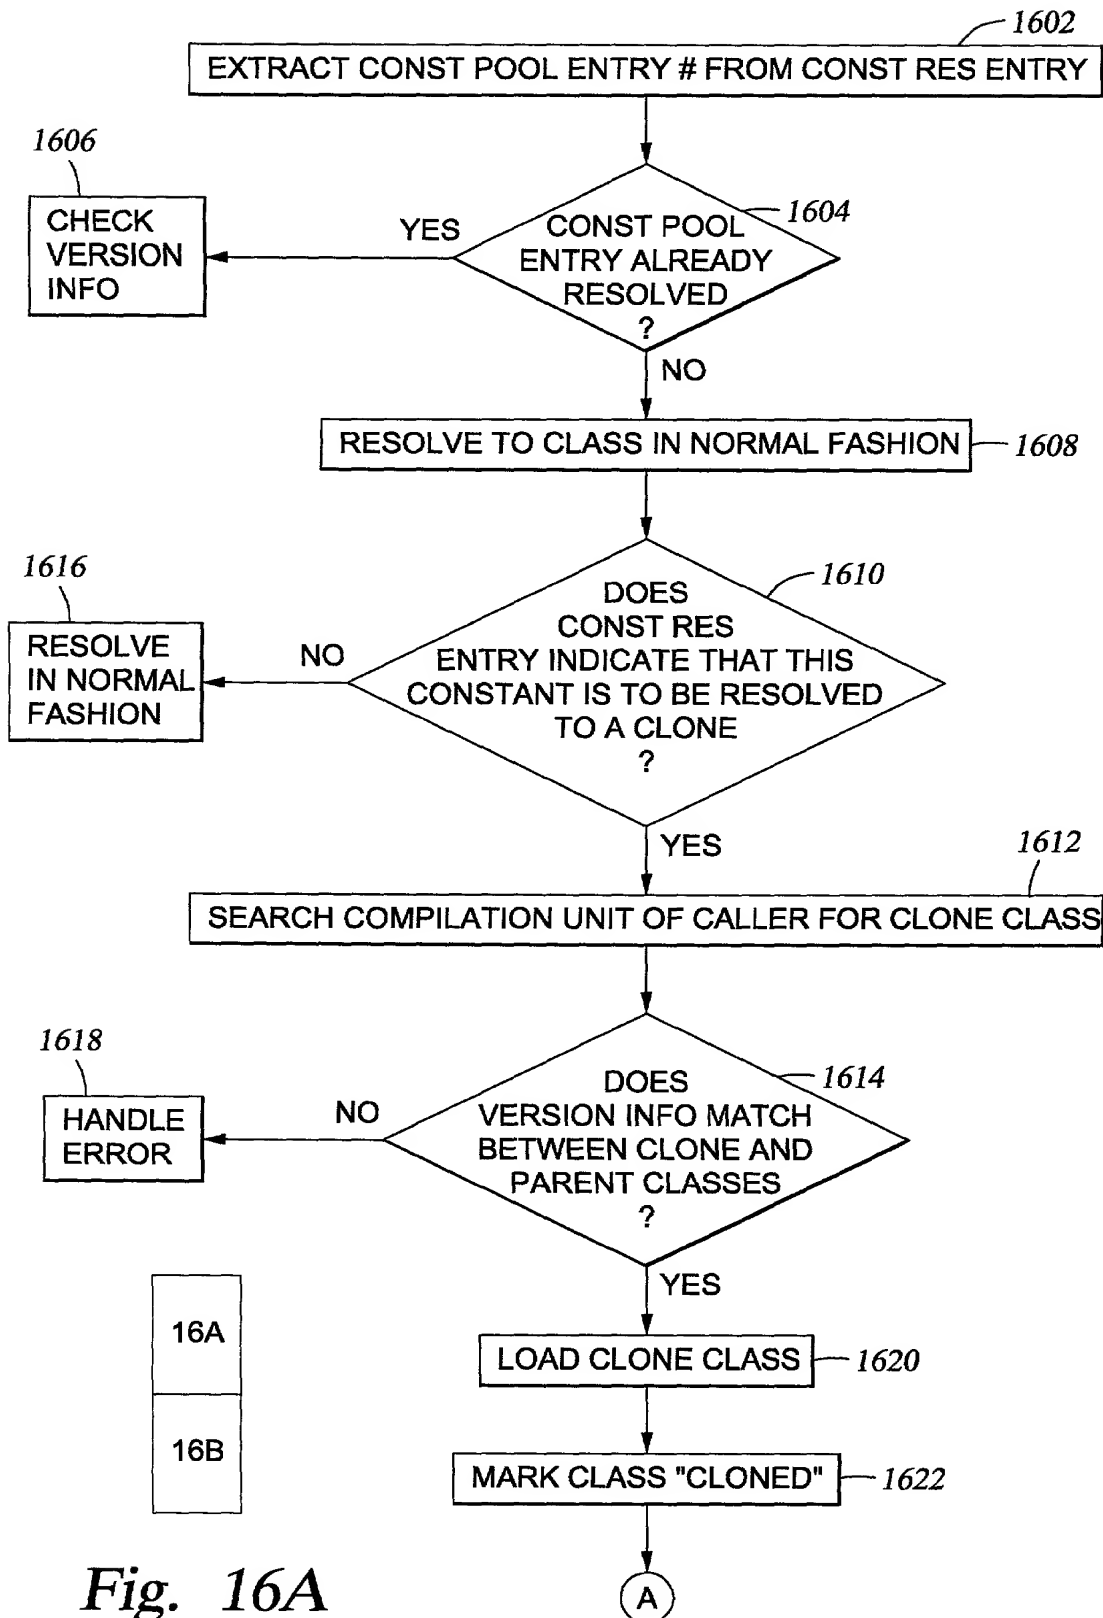 1602
EXTRACT CONST POOL ENTRY # FROM CONST RES ENTRY
1606
CHECK
VERSION
INFO
YES
1604
CONST POOL
ENTRY ALREADY
RESOLVED
?
NO
RESOLVE TO CLASS IN NORMAL FASHION
1608
1616
RESOLVE
IN NORMAL
FASHION
NO
1610
DOES
CONST RES
ENTRY INDICATE THAT THIS
CONSTANT IS TO BE RESOLVED
TO A CLONE
?
YES
1612
SEARCH COMPILATION UNIT OF CALLER FOR CLONE CLASS
1618
HANDLE
ERROR
NO
1614
DOES
VERSION INFO MATCH
BETWEEN CLONE AND
PARENT CLASSES
?
YES
16A
16B
LOAD CLONE CLASS
1620
MARK CLASS "CLONED"
1622
A
Fig. 16A